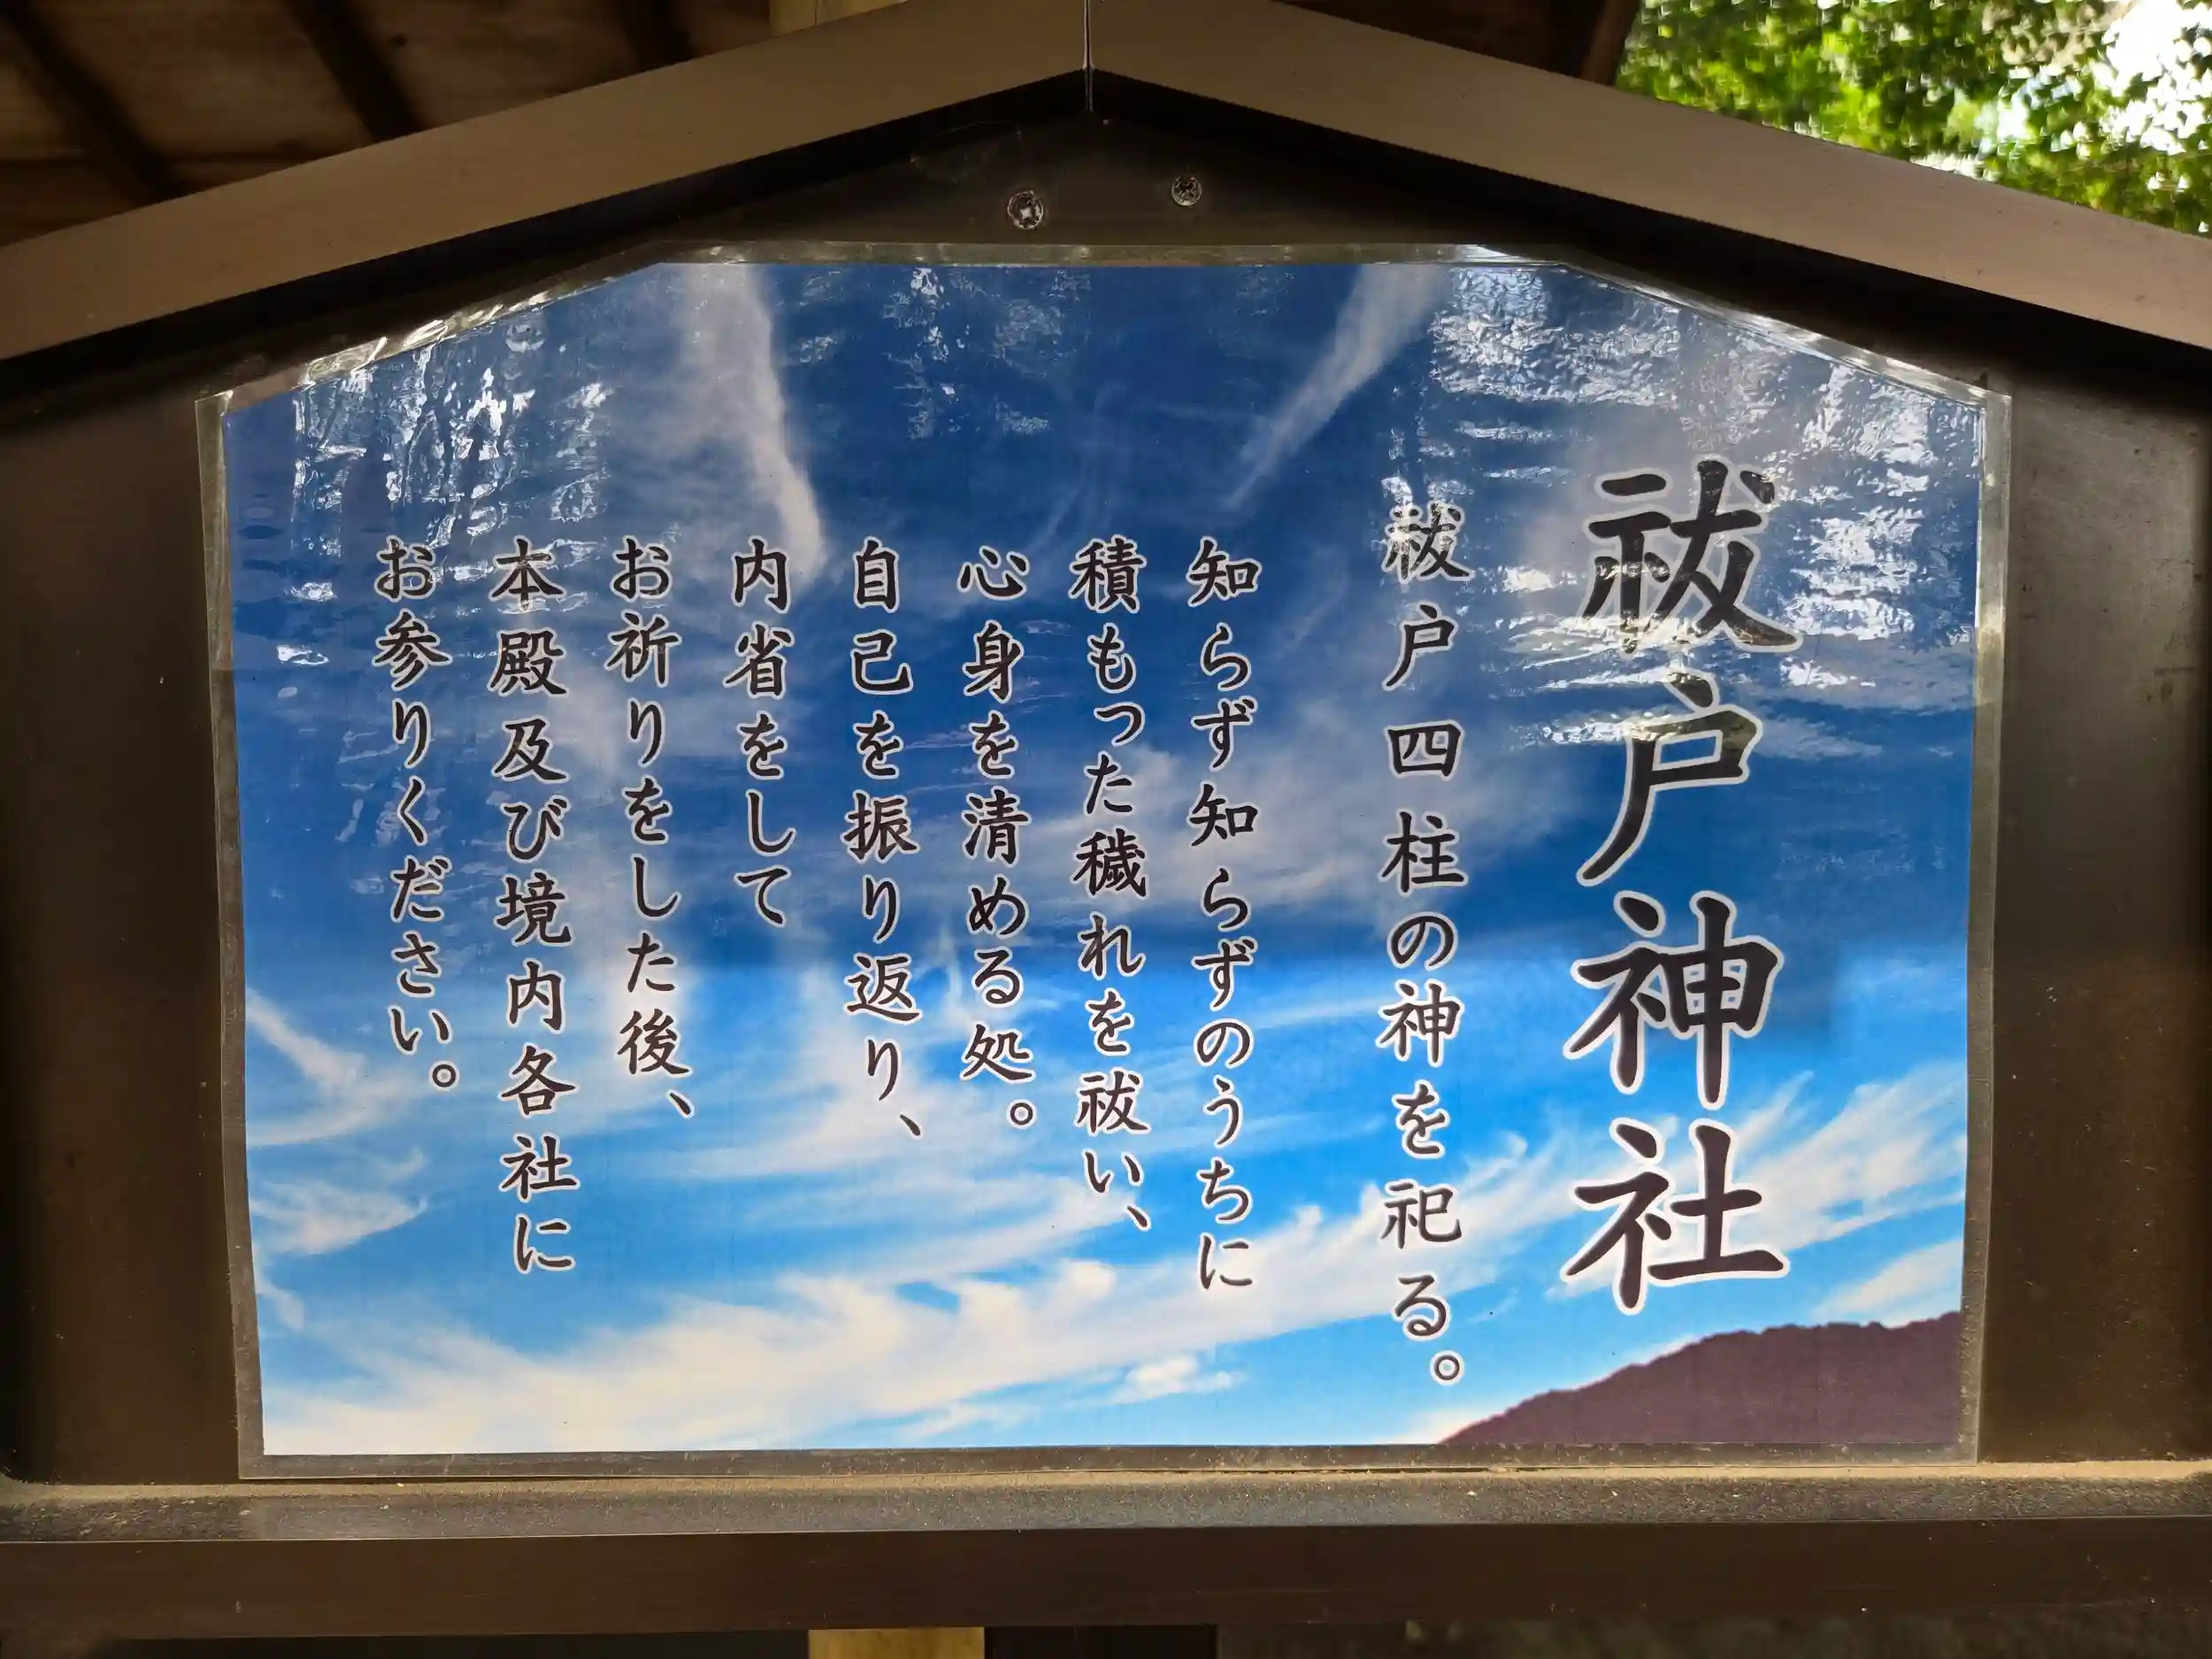 祓戸神社
祓戸四柱の神を祀る。
知らず知らずのうちに
積もった穢れを祓い、
心身を清める処。
自己を振り返り、
内省をして
お祈りをした後、
本殿及び境内各社に
お参りください。